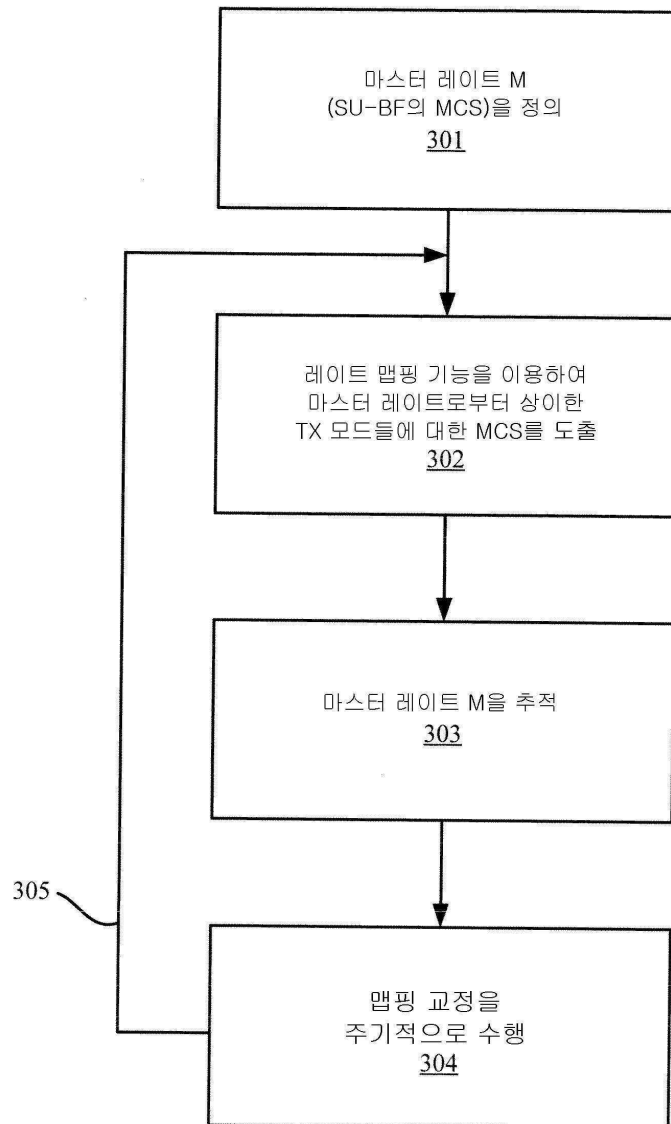 마스터 레이트 M
(SU-BF의 MCS)을 정의
301
레이트 맵핑 기능을 이용하여
마스터 레이트로부터 상이한
TX 모드들에 대한 MCS를 도출
302
마스터 레이트 M을 추적
303
305
맵핑 교정을
주기적으로 수행
304